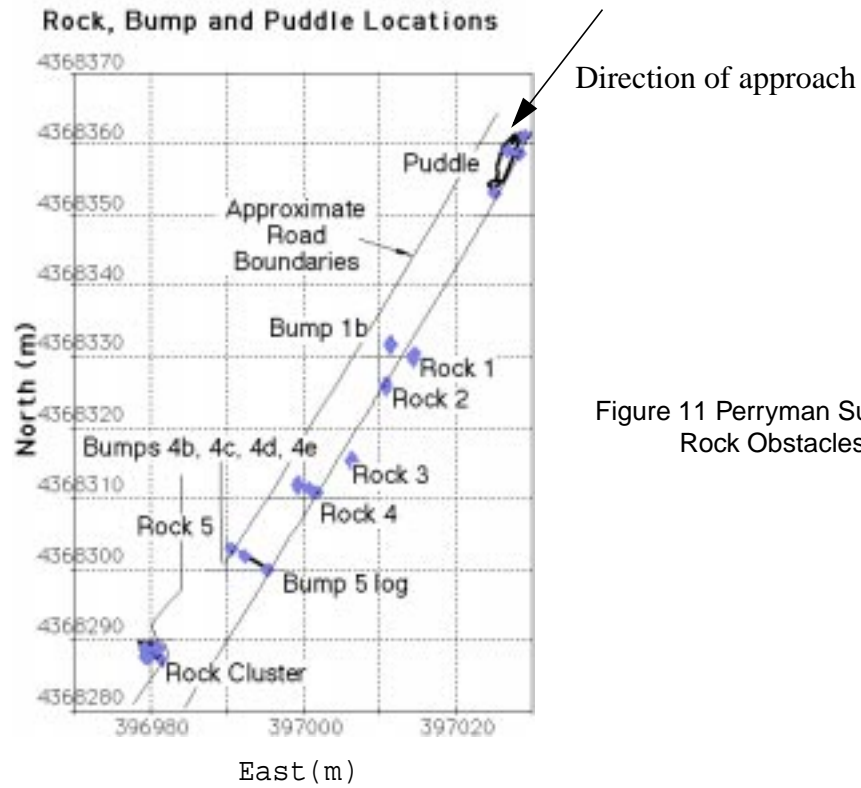 Rock, Bump and Puddle Locations
4368370
Direction of approach
4368360
Puddle
4368350
Approximate
Road
Boundaries
4368340
Bump 1b
4368330
Rock 1
Rock 2
North (m)
4368320
Figure 11 Perryman
Rock Obstacles
Bumps 4b, 4c, 4d, 4e
Rock 3
4368310
Rock 4
Rock 5
4368300
Bump 5 log
4368290
Rock Cluster
4368280
396980 397000 397020
East(m)